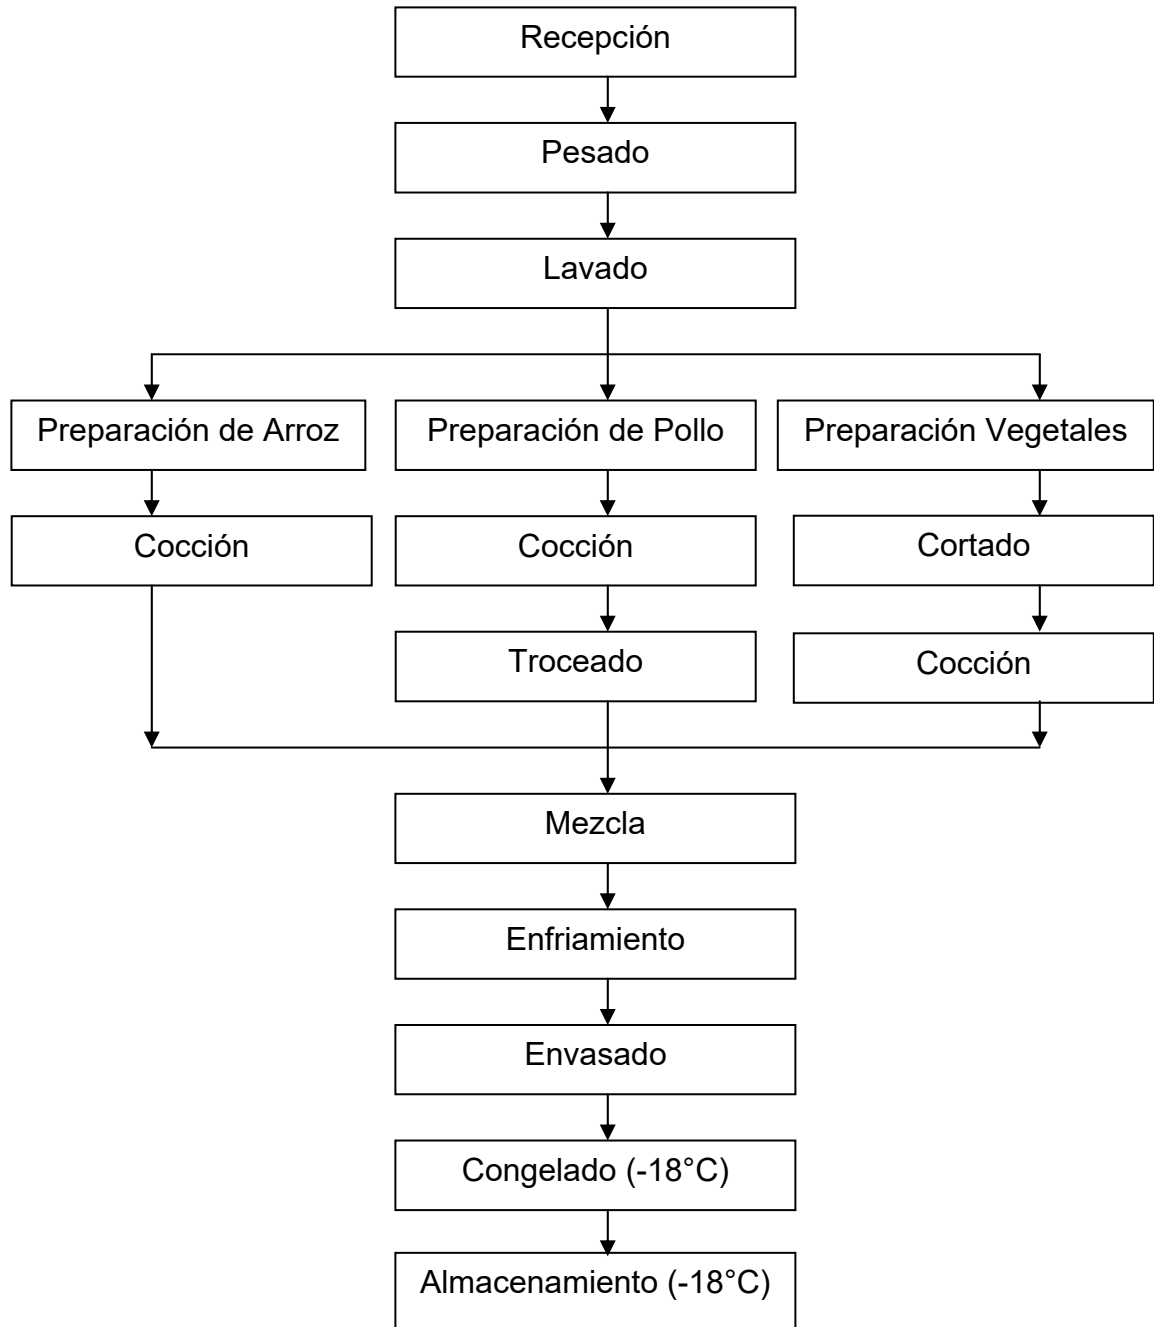 Recepción
Pesado
Lavado
Preparación de Arroz
Preparación de Pollo
Preparación Vegetales
Cocción
Cocción
Cortado
Troceado
Cocción
Mezcla
Enfriamiento
Envasado
Congelado (-18°C)
Almacenamiento (-18°C)